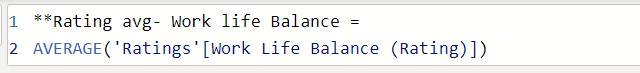 1 **Rating avg- Work life Balance =
2 AVERAGE('Ratings'[Work Life Balance (Rating)])